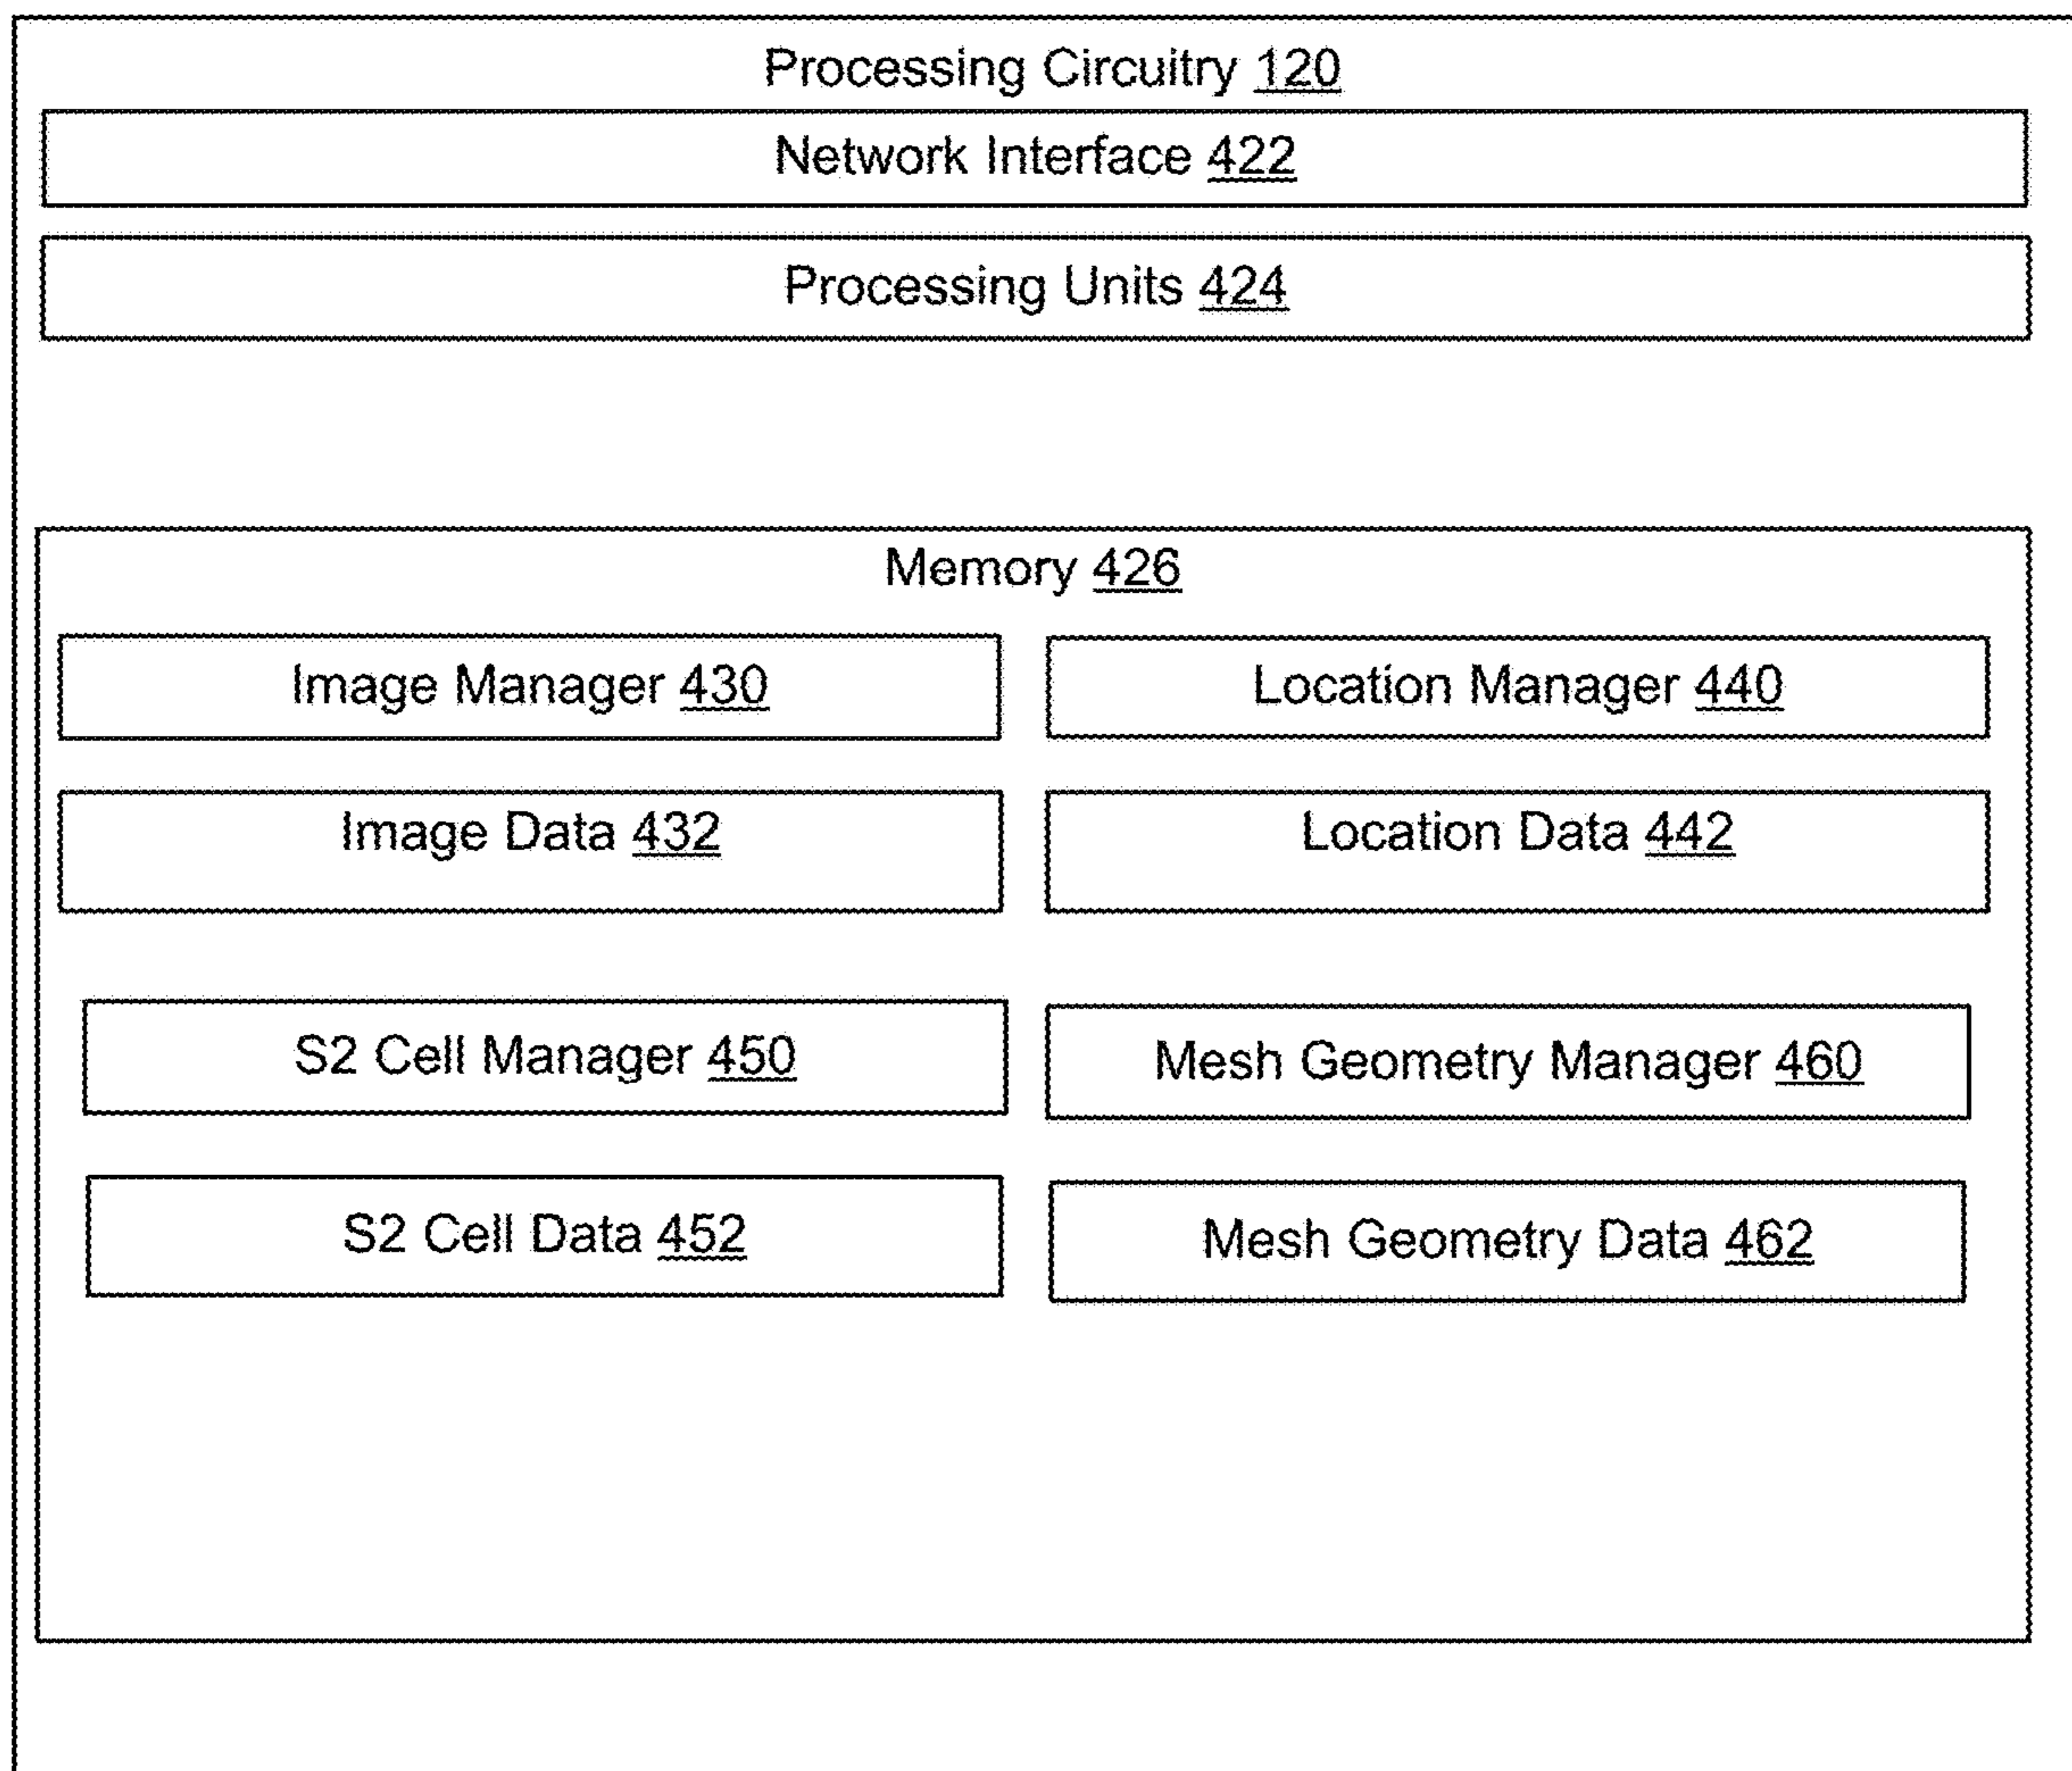 Processing Circuitry 120
Network Interface 422
Processing Units 424
Memory 426
Image Manager 430
Location Manager 440
Image Data 432
Location Data 442
S2 Cell Manager 450
Mesh Geometry Manager 460
S2 Cell Data 452
Mesh Geometry Data 462